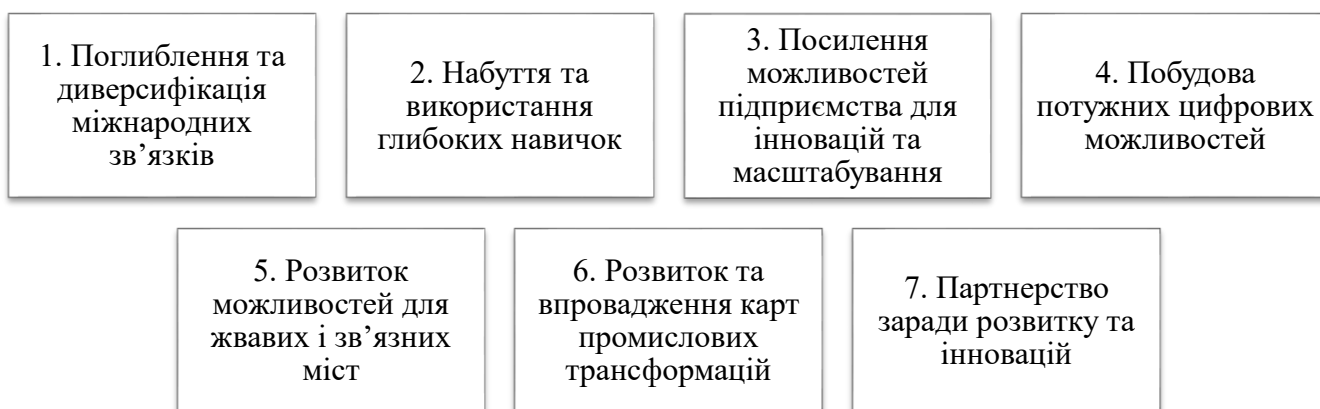 1. Поглиблення та
диверсифікація
міжнародних
зв’язків
2. Набуття та
використання
глибоких навичок
3. Посилення
можливостей
підприємства для
інновацій та
масштабування
4. Побудова
потужних цифрових
можливостей
5. Розвиток
можливостей для
жвавих і зв’язних
міст
6. Розвиток та
впровадження карт
промислових
трансформацій
7. Партнерство
заради розвитку та
інновацій